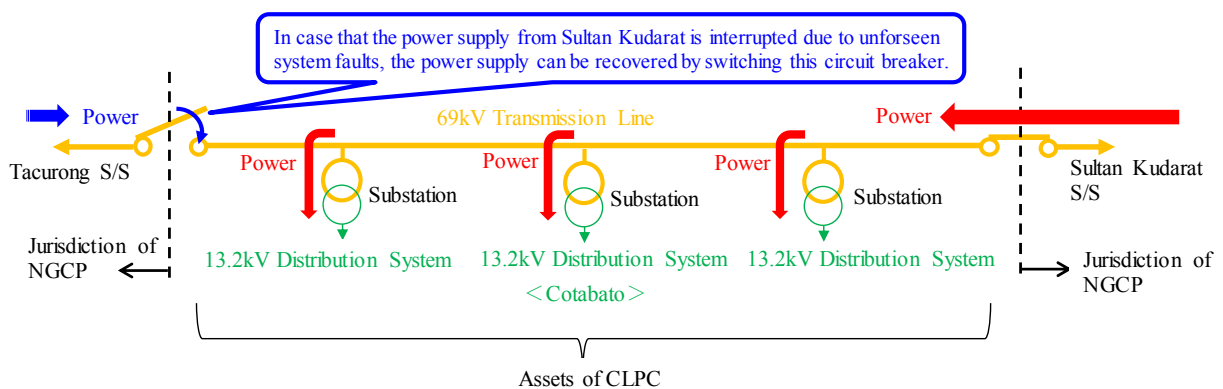 In case that the power supply from Sultan Kudarat is interrupted due to unforseen
system faults, the power supply can be recovered by switching this circuit breaker.
Power
69kV Transmission Line
Power
Tacurong S/S
Power
Power
Power
Sultan Kudarat
S/S
Substation
Substation
Substation
Jurisdiction of
NGCP
13.2kV Distribution System
13.2kV Distribution System
13.2kV Distribution System
Jurisdiction of
NGCP
＜Cotabato＞
Assets of CLPC